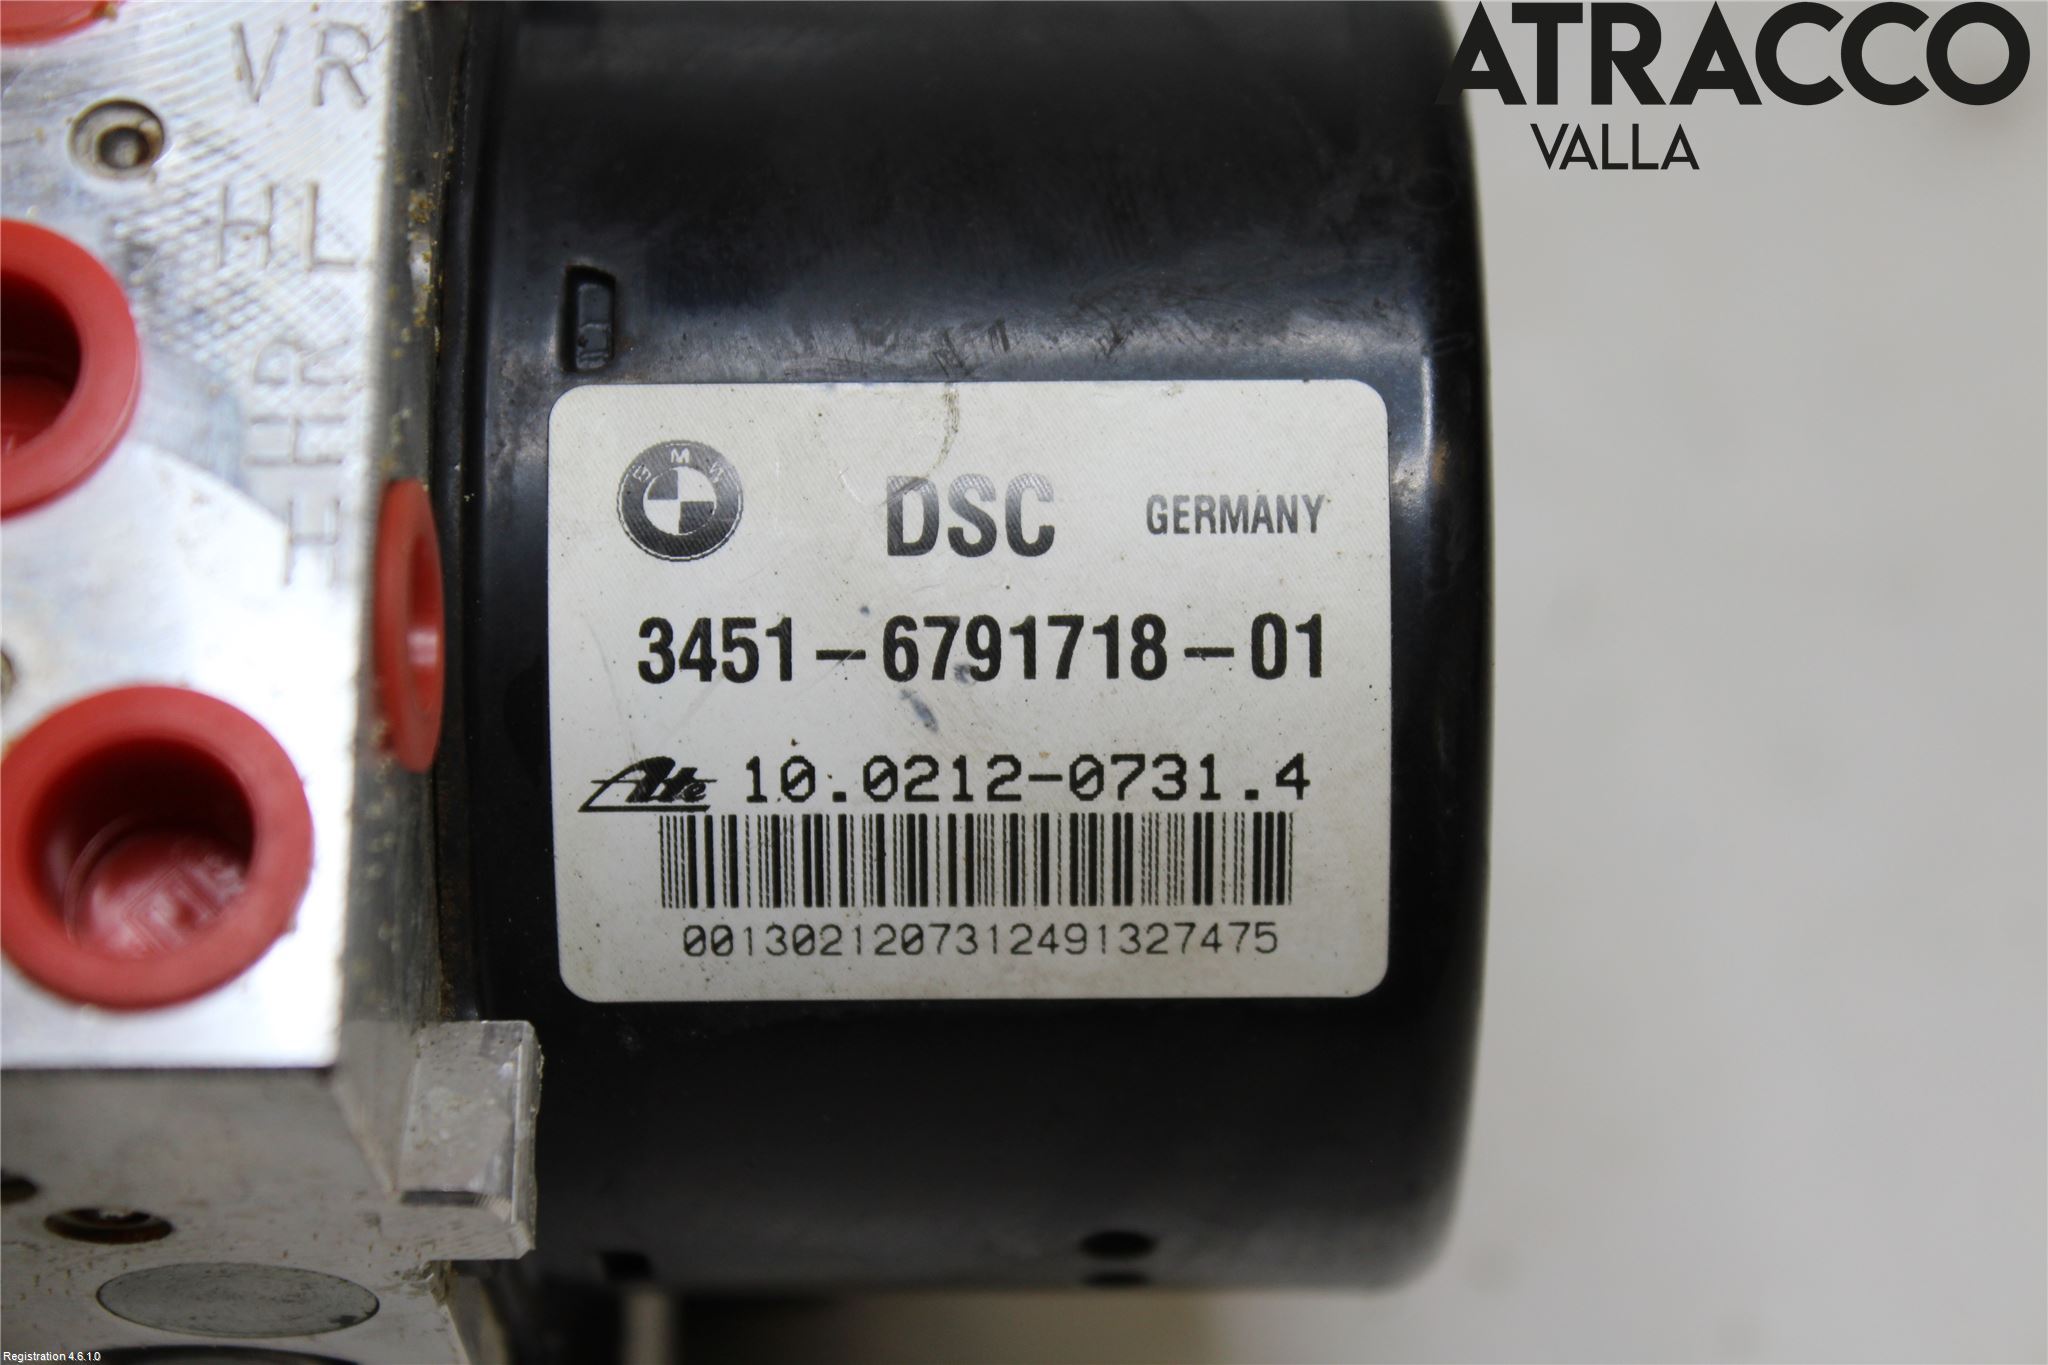 ATRACCO
VALLA
VR
HL
HR
H
BMW
DSC GERMANY
3451-6791718-01
Ate 10.0212-0731.4
0013021207312491327475
Registration 4.6.1.0